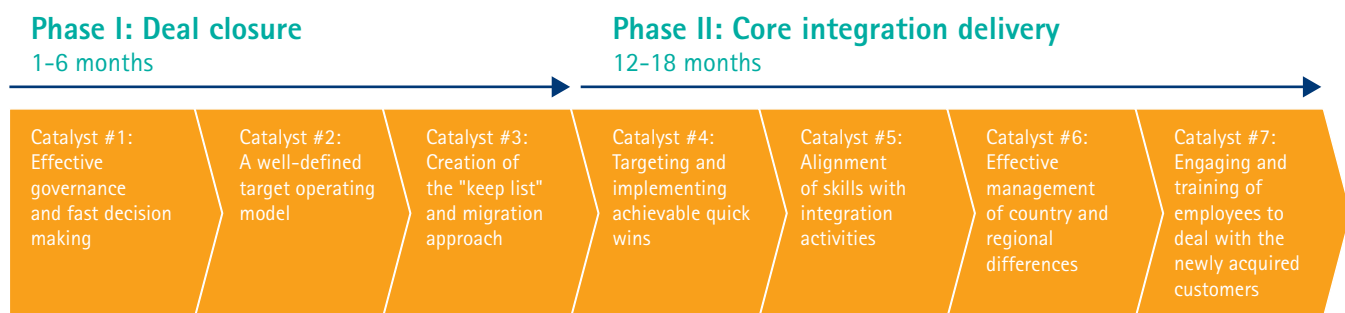 Phase I: Deal closure
1-6 months
Phase II: Core integration delivery
12-18 months
Catalyst #1:
Effective
governance
and fast decision
making
Catalyst #2:
A well-defined
target operating
model
Catalyst #3:
Creation of
the "keep list"
and migration
approach
Catalyst #4:
Targeting and
implementing
achievable quick
wins
Catalyst #5:
Alignment
of skills with
integration
activities
Catalyst #6:
Effective
management
of country and
regional
differences
Catalyst #7:
Engaging and
training of
employees to
deal with the
newly acquired
customers